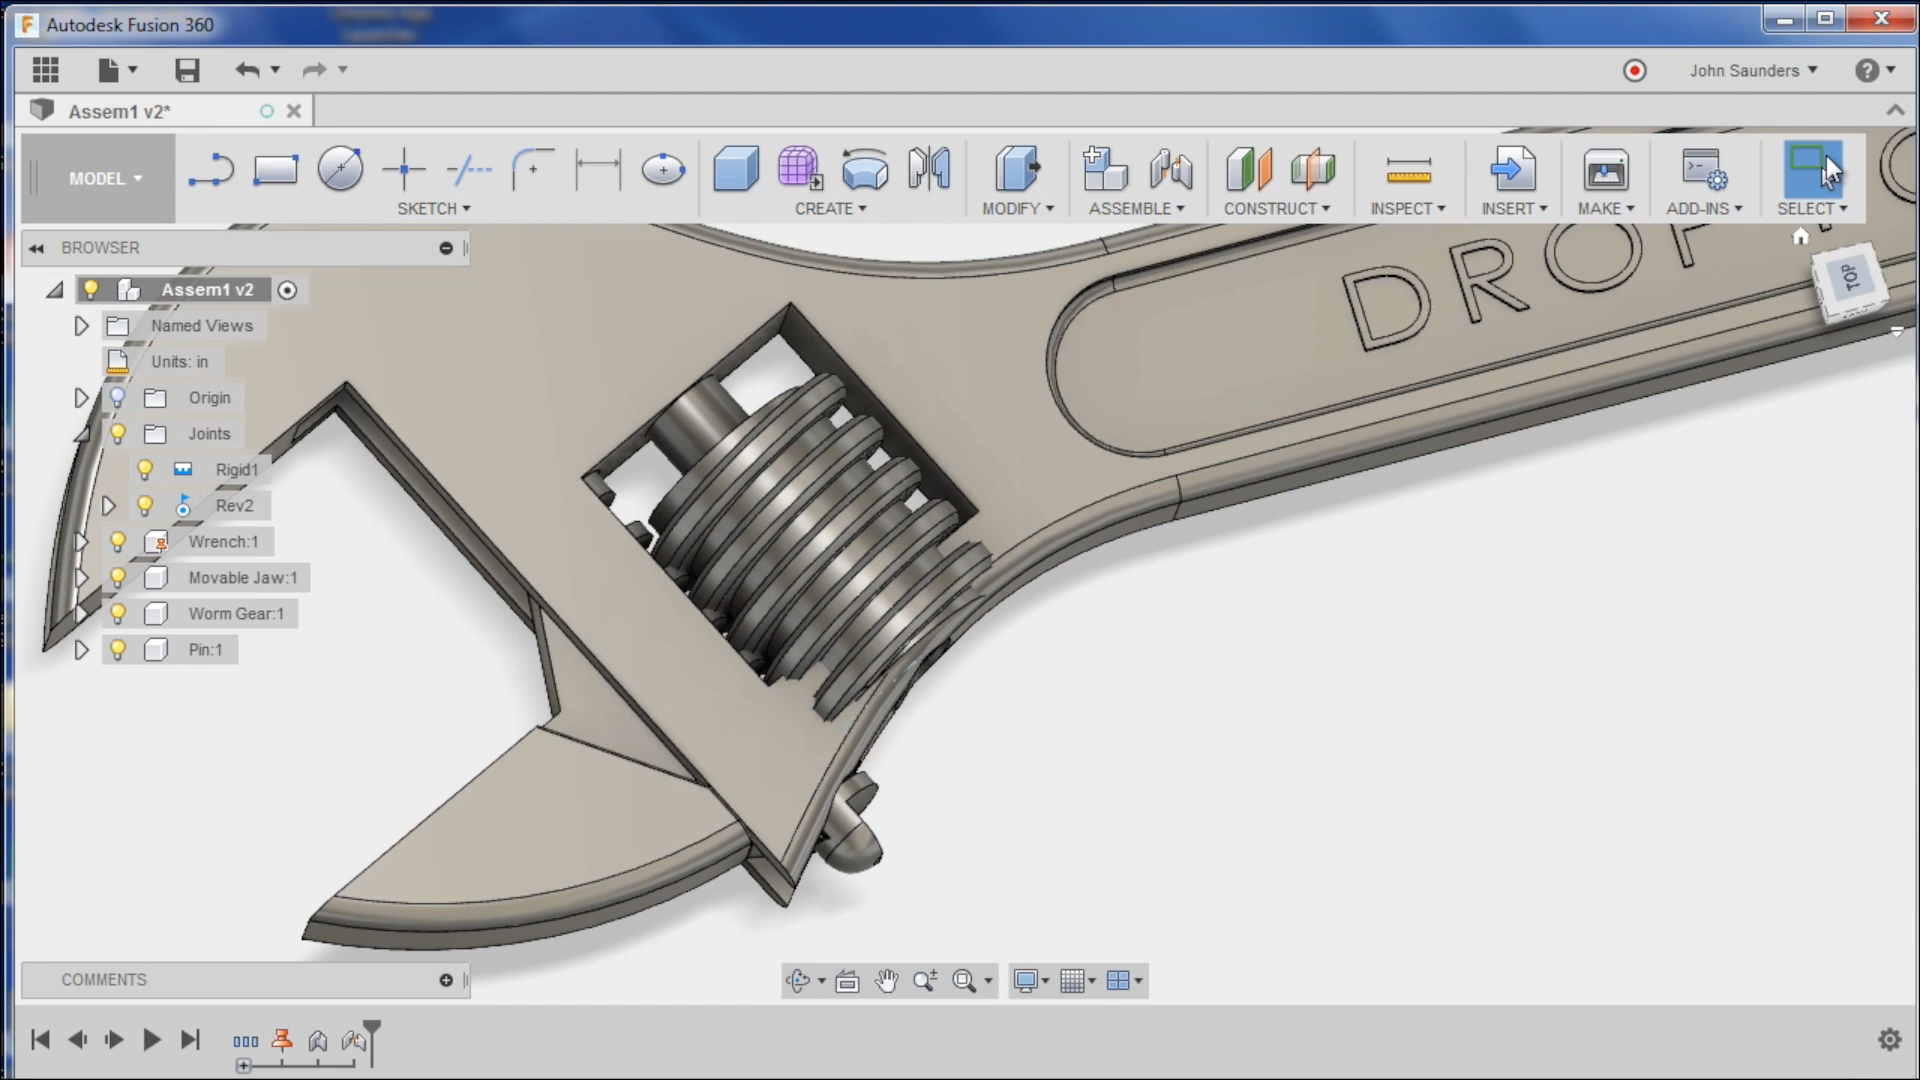 Autodesk Fusion 360
John Saunders
Assem1 v2*
MODEL
SKETCH
CREATE
MODIFY
ASSEMBLE
CONSTRUCT
INSPECT
INSERT
MAKE
ADD-INS
SELECT
BROWSER
Assem1 v2
Named Views
Units: in
Origin
Joints
Rigid1
Rev2
Wrench:1
Movable Jaw:1
Worm Gear:1
Pin:1
DROP
TOP
COMMENTS